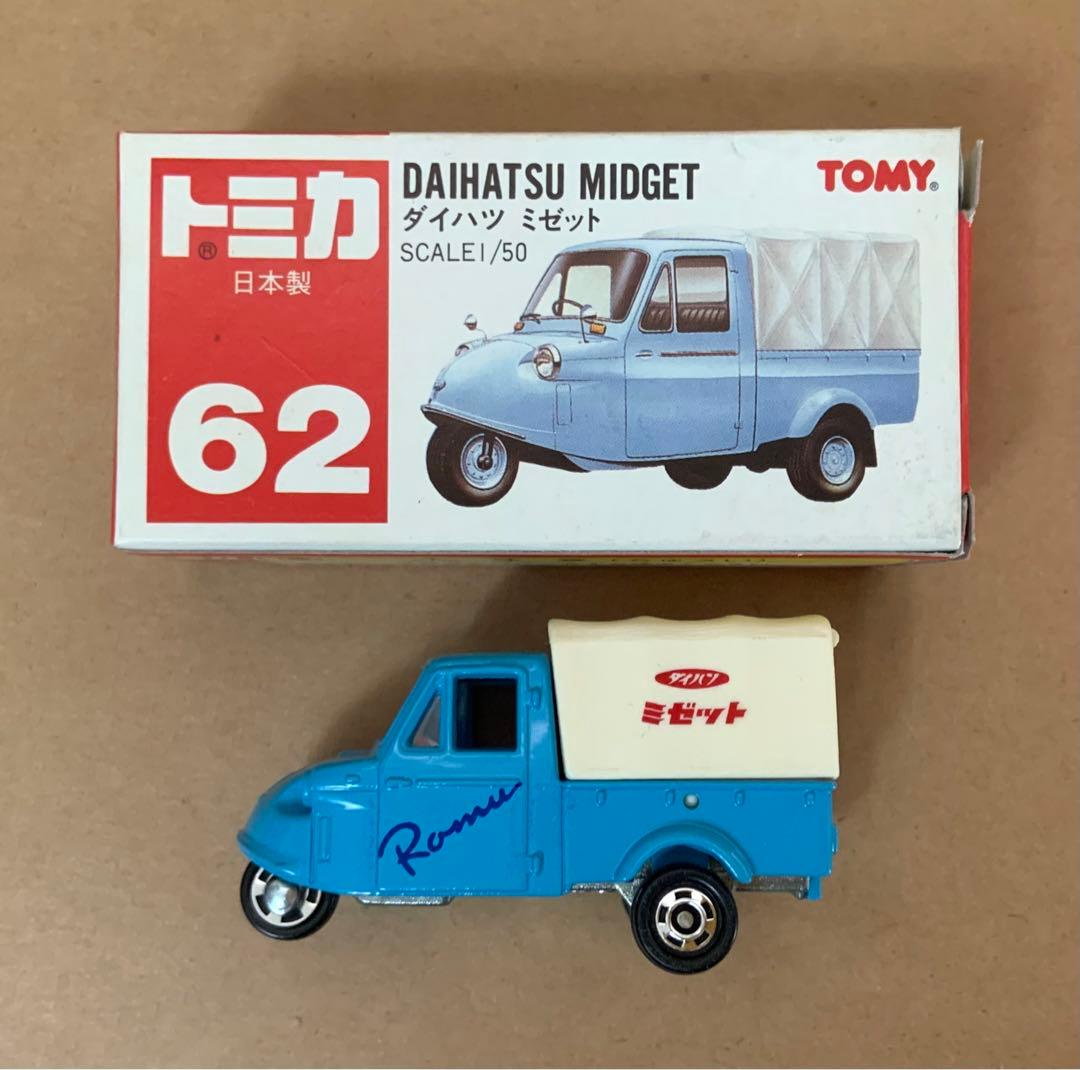 トミカ
®
日本製
62
DAIHATSU MIDGET
ダイハツ ミゼット
SCALE1/50
TOMY®
ダイハツ
ミゼット
Romu